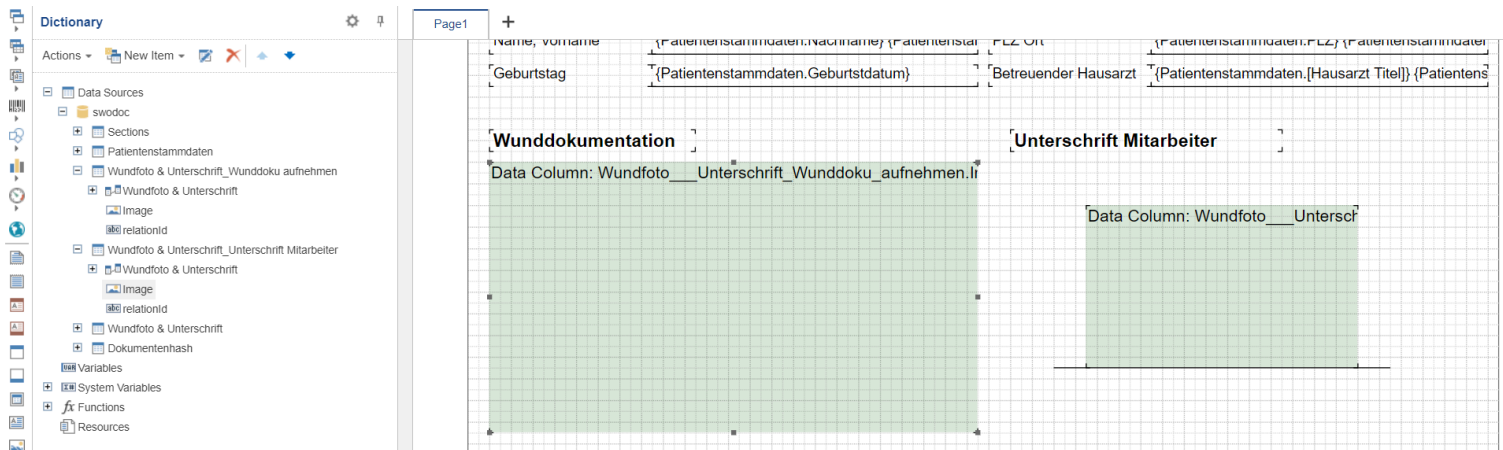 Dictionary
Actions
New Item
Data Sources
swodoc
Sections
Patientenstammdaten
Wundfoto & Unterschrift_Wunddoku aufnehmen
Wundfoto & Unterschrift
Image
relationId
Wundfoto & Unterschrift_Unterschrift Mitarbeiter
Wundfoto & Unterschrift
Image
relationId
Wundfoto & Unterschrift
Dokumentenhash
Variables
System Variables
Functions
Resources
Page1
Name, Vorname {Patientenstammdaten.Nachname} {Patientenstar PLZ Ort {Patientenstammdaten.PLZ} {Patientenstammdater
Geburtstag {Patientenstammdaten.Geburtstdatum} Betreuender Hausarzt {Patientenstammdaten.[Hausarzt Titel]} {Patientens
Wunddokumentation Unterschrift Mitarbeiter
Data Column: Wundfoto___Unterschrift_Wunddoku_aufnehmen.Ir
Data Column: Wundfoto___Untersch